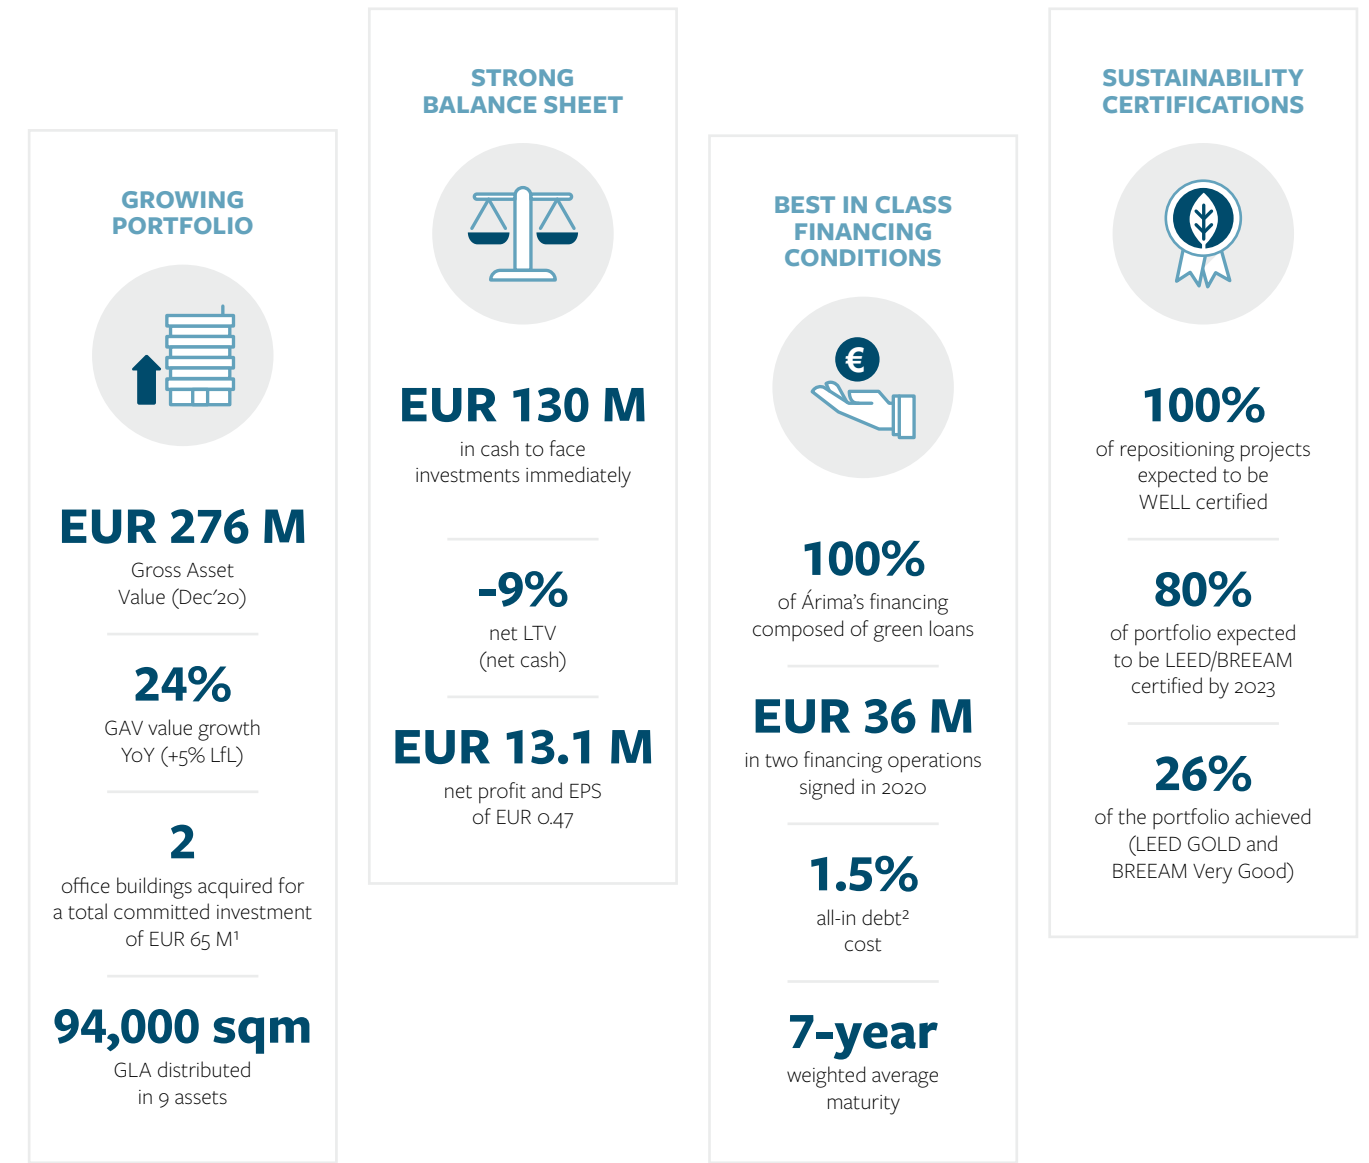 GROWING
PORTFOLIO
EUR 276 M
Gross Asset
Value (Dec'20)
24%
GAV value growth
YoY (+5% LfL)
2
office buildings acquired for
a total committed investment
of EUR 65 M¹
94,000 sqm
GLA distributed
in 9 assets
STRONG
BALANCE SHEET
EUR 130 M
in cash to face
investments immediately
-9%
net LTV
(net cash)
EUR 13.1 M
net profit and EPS
of EUR 0.47
BEST IN CLASS
FINANCING
CONDITIONS
€
100%
of Árima's financing
composed of green loans
EUR 36 M
in two financing operations
signed in 2020
1.5%
all-in debt²
cost
7-year
weighted average
maturity
SUSTAINABILITY
CERTIFICATIONS
100%
of repositioning projects
expected to be
WELL certified
80%
of portfolio expected
to be LEED/BREEAM
certified by 2023
26%
of the portfolio achieved
(LEED GOLD and
BREEAM Very Good)